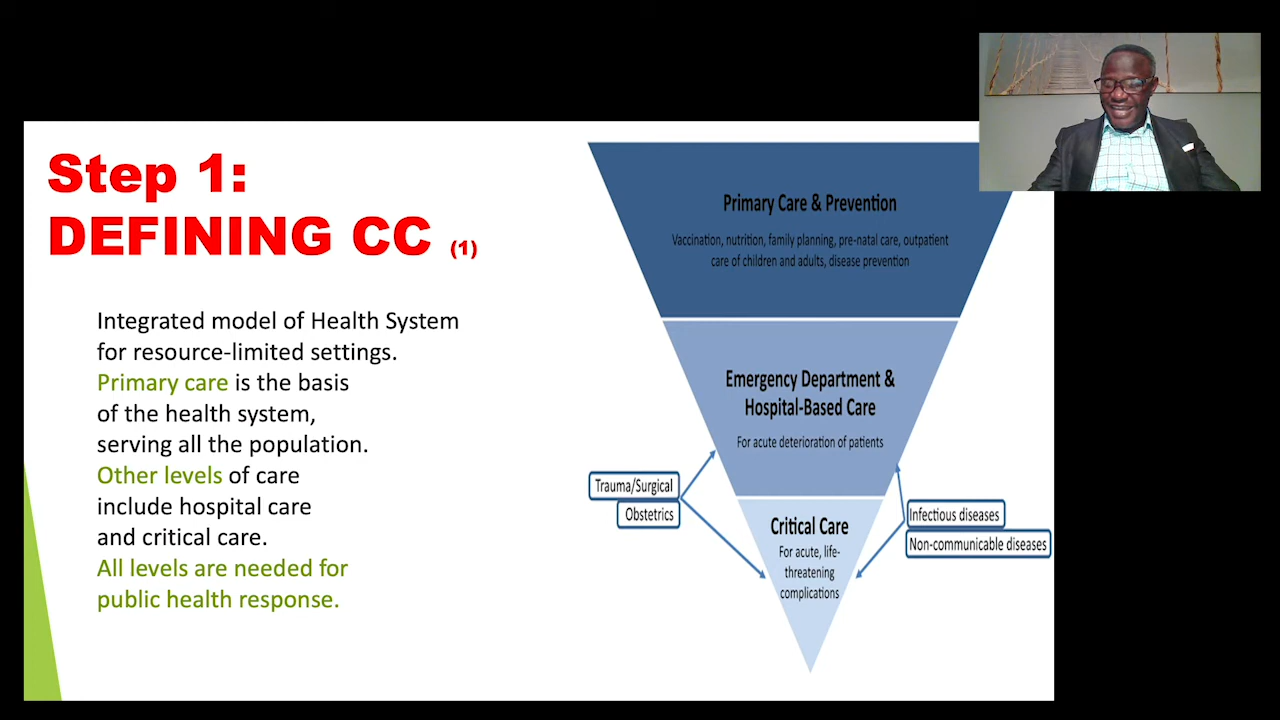 Step 1:
DEFINING CC (1)
Integrated model of Health System
for resource-limited settings.
Primary care is the basis
of the health system,
serving all the population.
Other levels of care
include hospital care
and critical care.
All levels are needed for
public health response.
Primary Care & Prevention
Vaccination, nutrition, family planning, pre-natal care, outpatient
care of children and adults, disease prevention
Emergency Department &
Hospital-Based Care
For acute deterioration of patients
Trauma/Surgical
Obstetrics
Critical Care
For acute, life-
threatening
complications
Infectious diseases
Non-communicable diseases